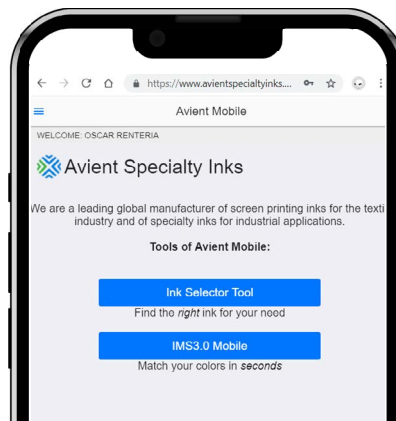 https://www.avientspecialtyinks....
Avient Mobile
WELCOME: OSCAR RENTERIA
Avient Specialty Inks
We are a leading global manufacturer of screen printing inks for the texti
industry and of specialty inks for industrial applications.
Tools of Avient Mobile:
Ink Selector Tool
Find the right ink for your need
IMS3.0 Mobile
Match your colors in seconds